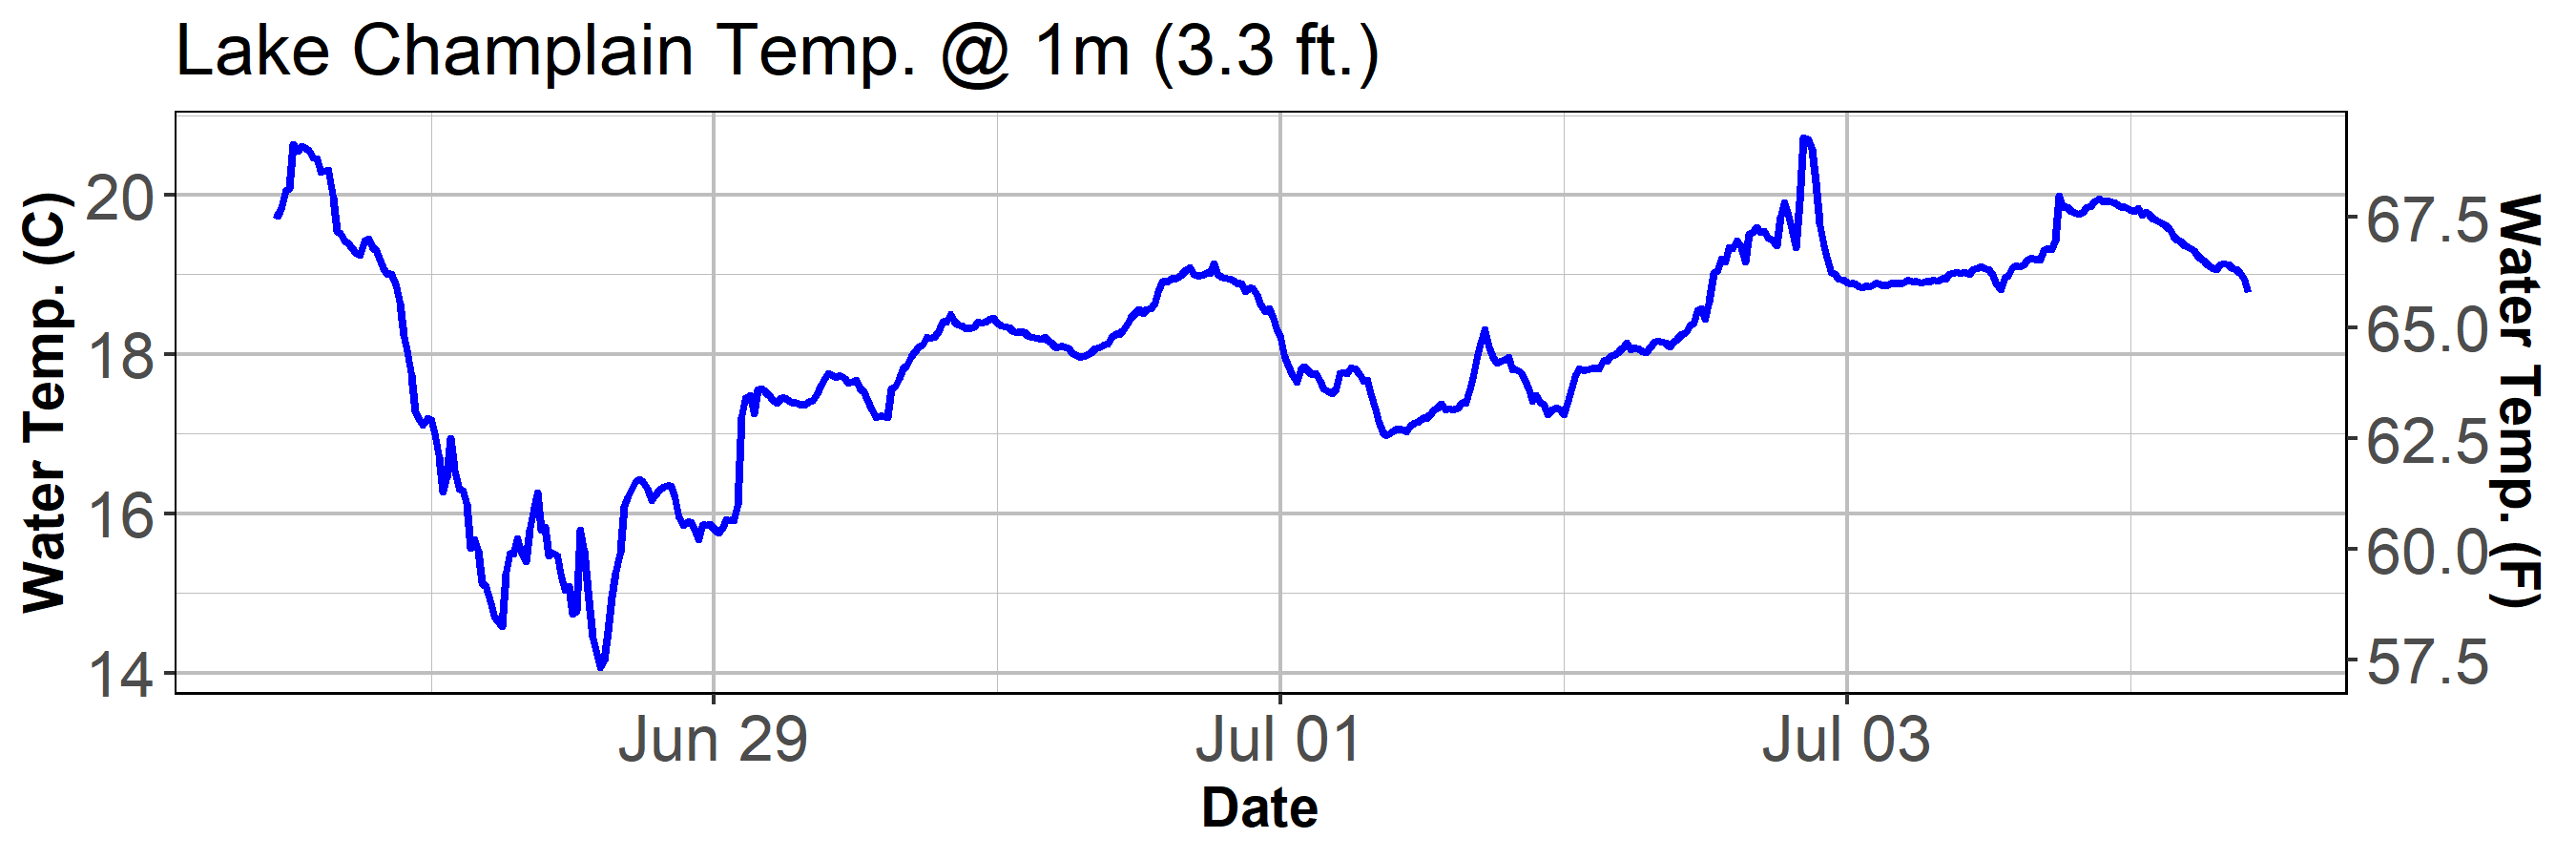 Lake Champlain Temp. @ 1m (3.3 ft.)
Water Temp. (C)
20
18
16
14
67.5
65.0
62.5
60.0
57.5
Water Temp. (F)
Jun 29
Jul 01
Jul 03
Date